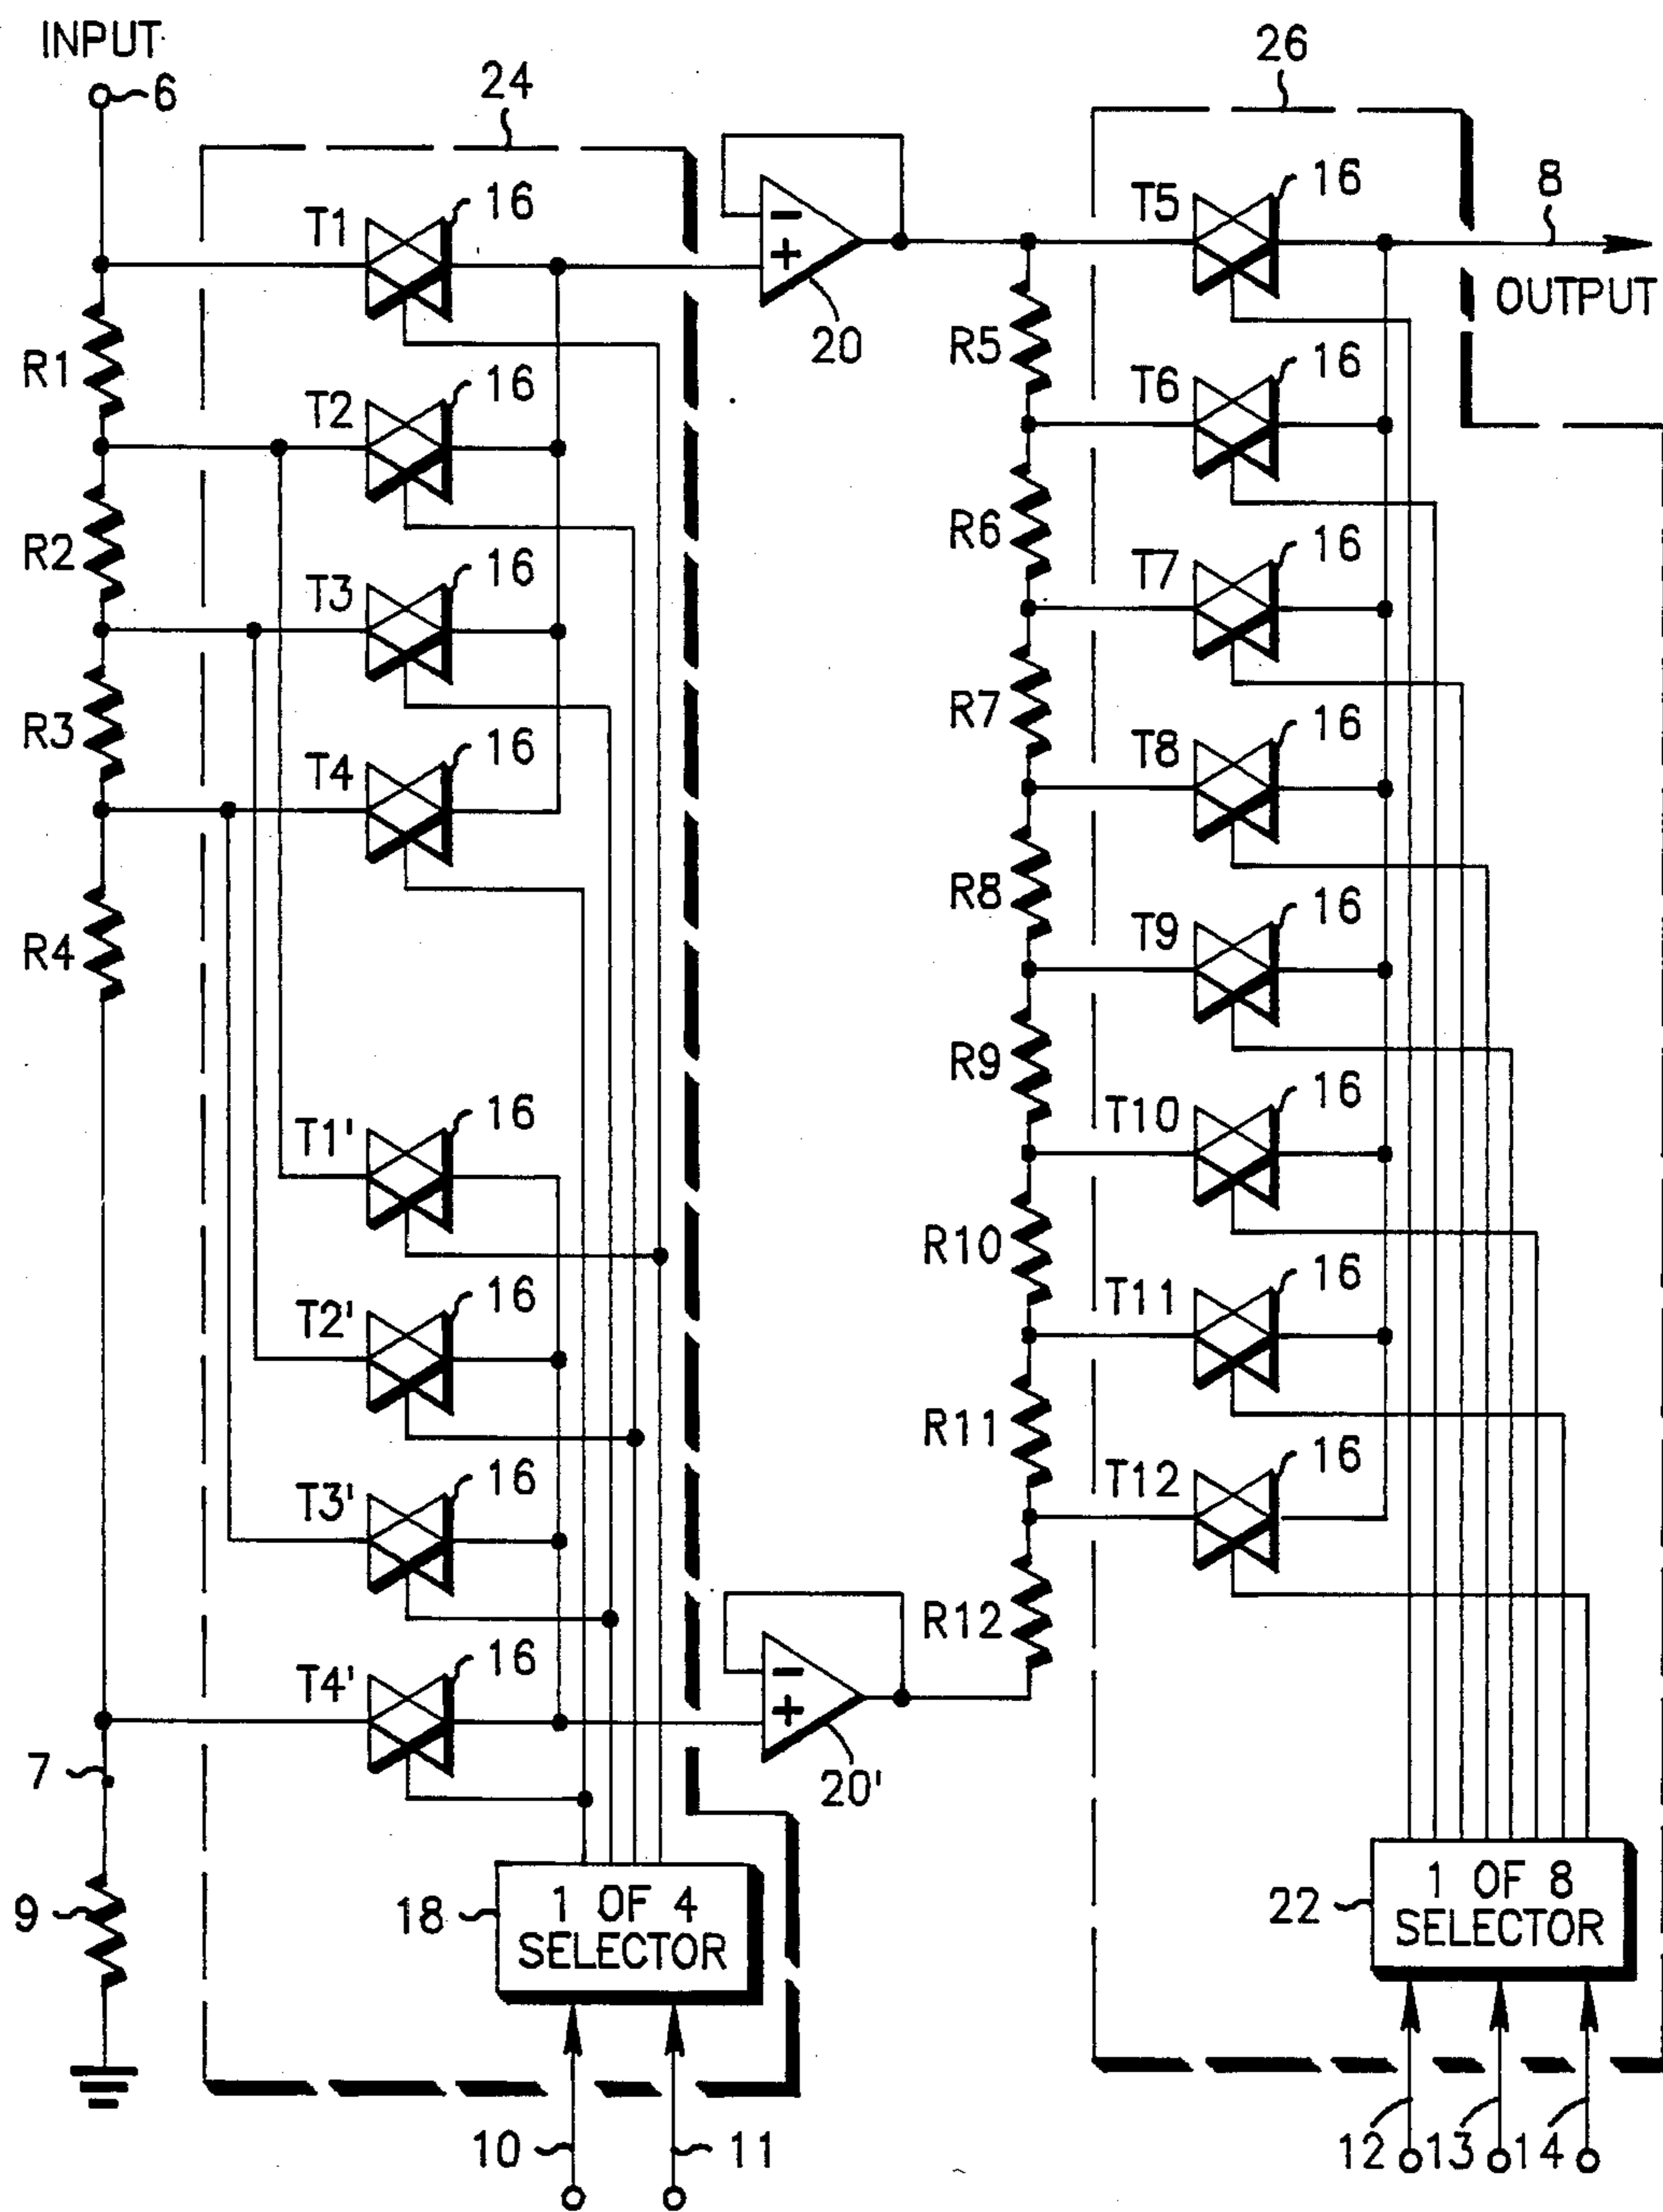 INPUT
6
24
26
T1 16
T5 16
8
OUTPUT
20
R1
R5
T2 16
T6 16
R2
R6
T3 16
T7 16
R3
R7
T4 16
T8 16
R4
R8
T9 16
R9
T1' 16
T10 16
R10
T2' 16
T11 16
R11
T3' 16
T12 16
R12
T4' 16
7
20'
9
18
1 OF 4
SELECTOR
22
1 OF 8
SELECTOR
10
11
12
13
14